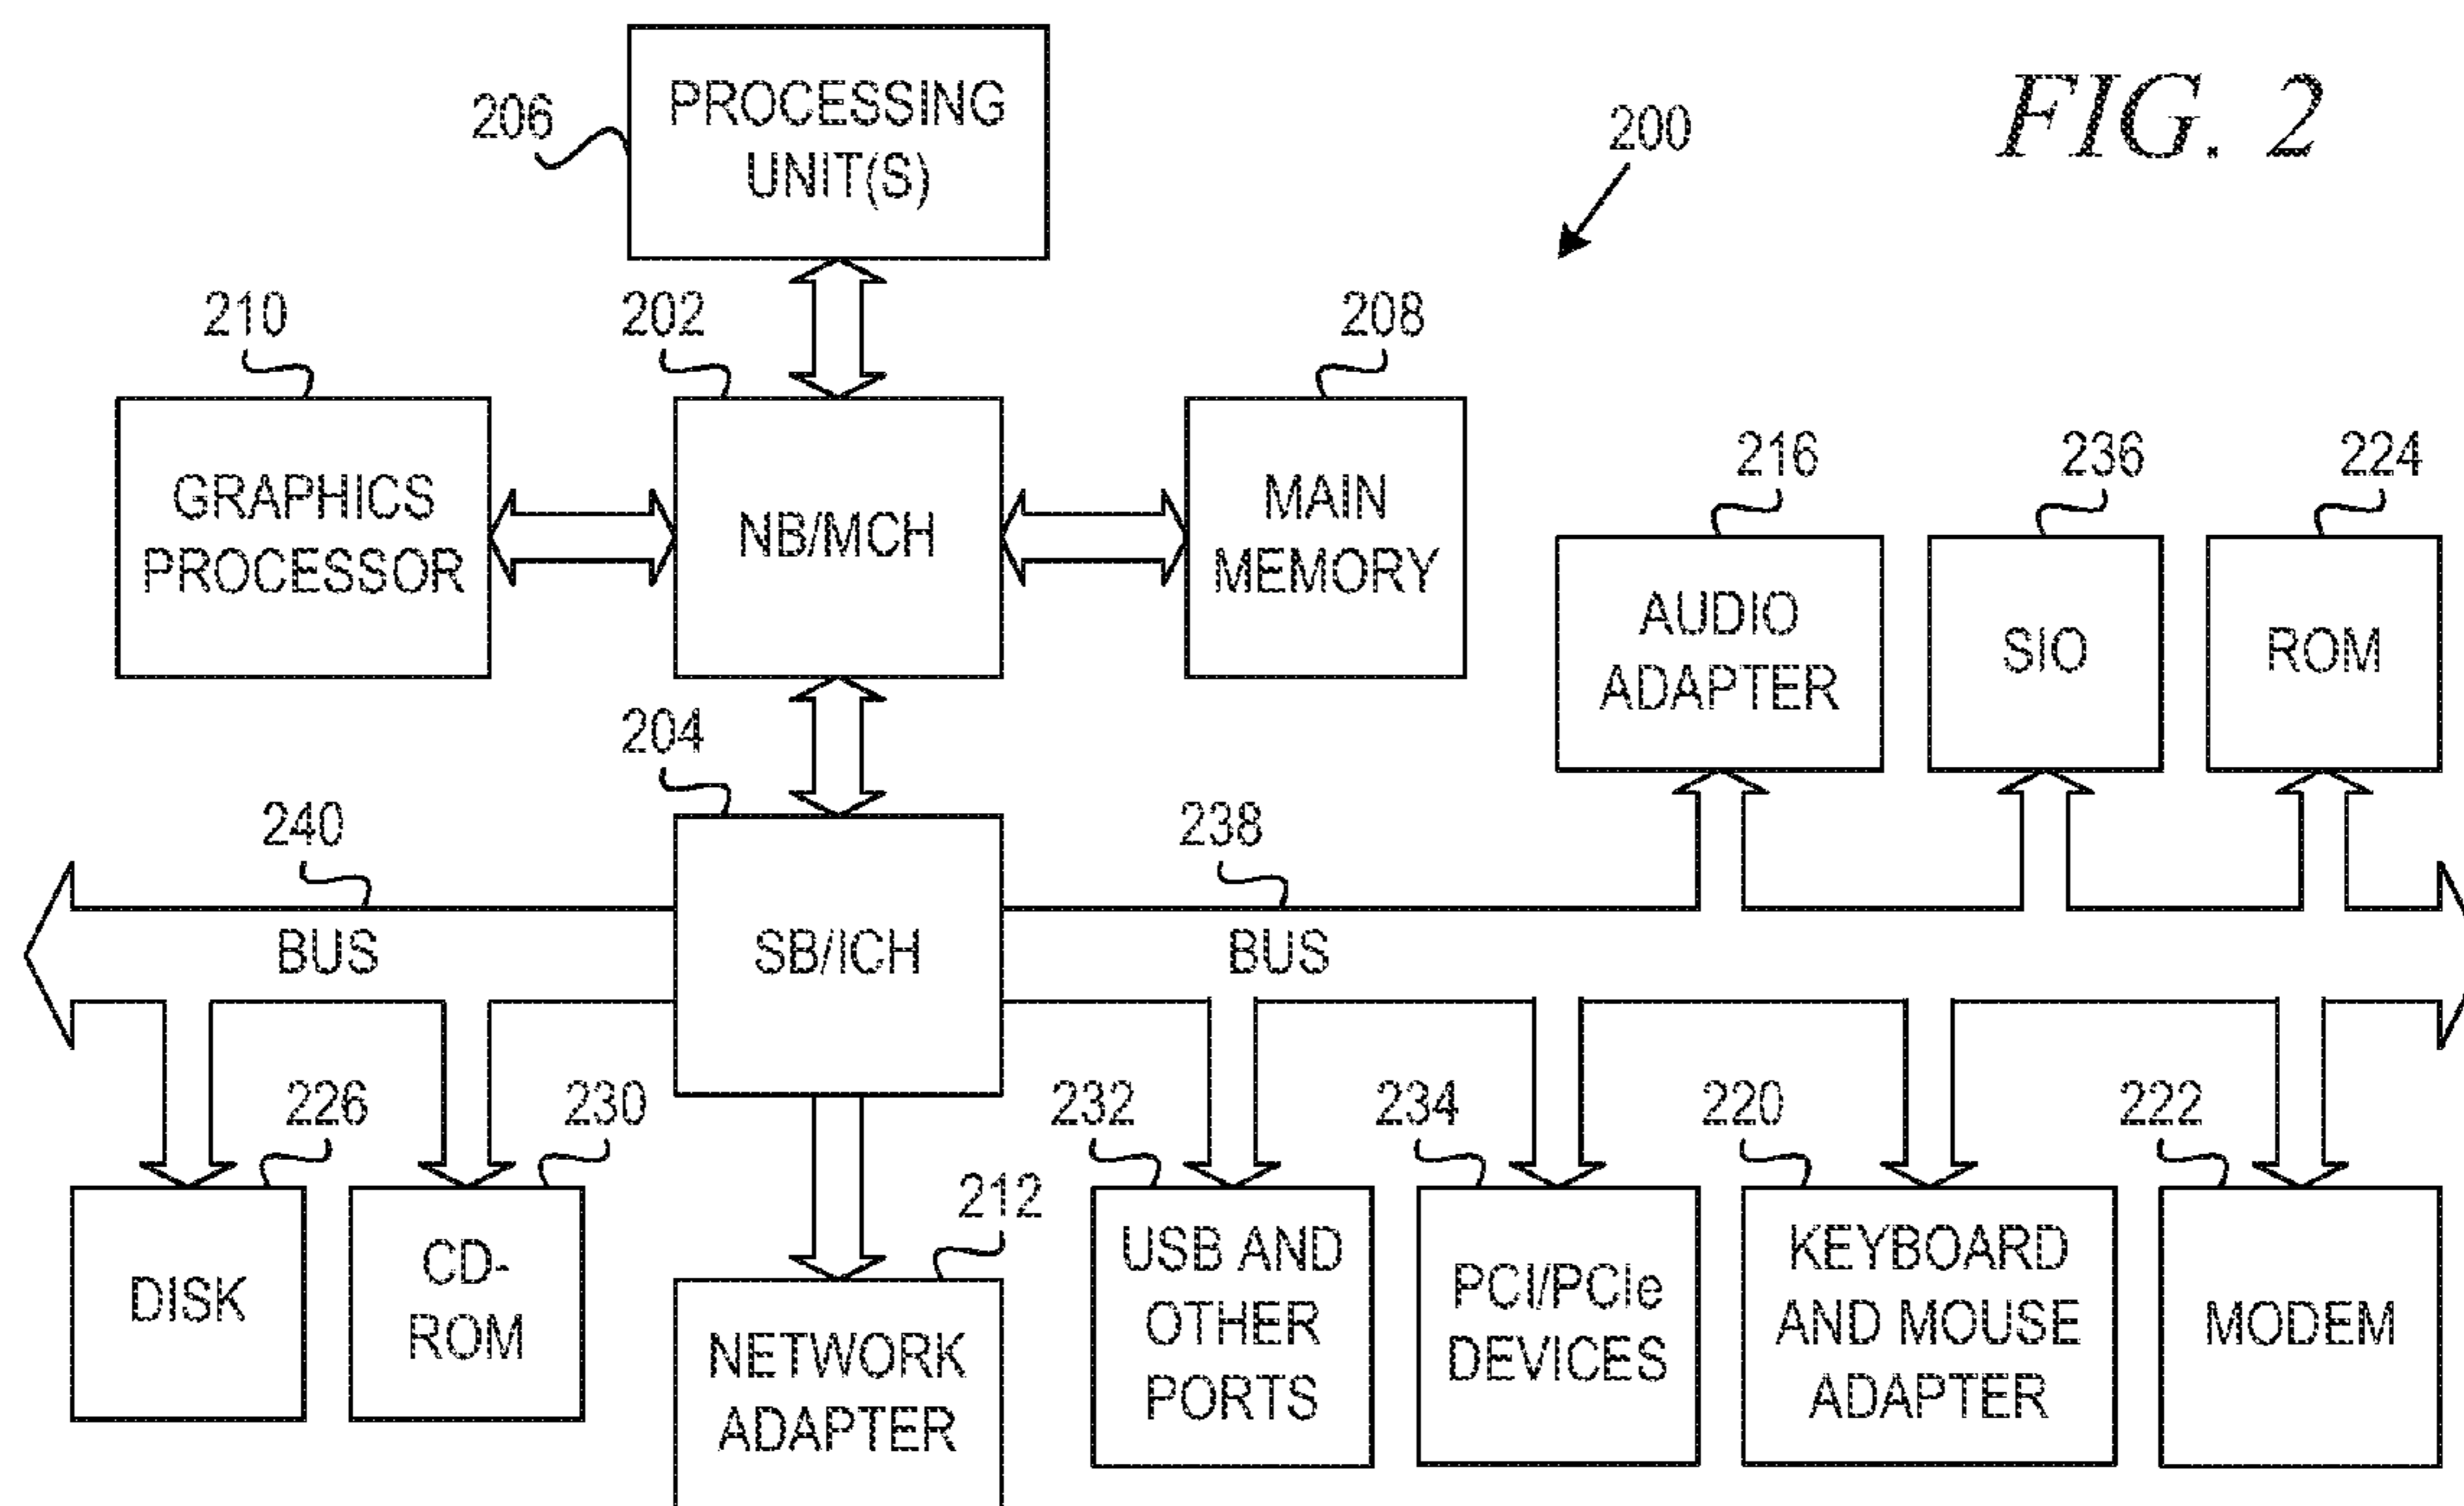 FIG. 2
200
206
PROCESSING
UNIT(S)
210
202
208
GRAPHICS
PROCESSOR
NB/MCH
MAIN
MEMORY
216
236
224
AUDIO
ADAPTER
SIO
ROM
204
240
238
BUS
SB/ICH
BUS
226
230
212
232
234
220
222
DISK
CD-
ROM
NETWORK
ADAPTER
USB AND
OTHER
PORTS
PCI/PCIe
DEVICES
KEYBOARD
AND MOUSE
ADAPTER
MODEM